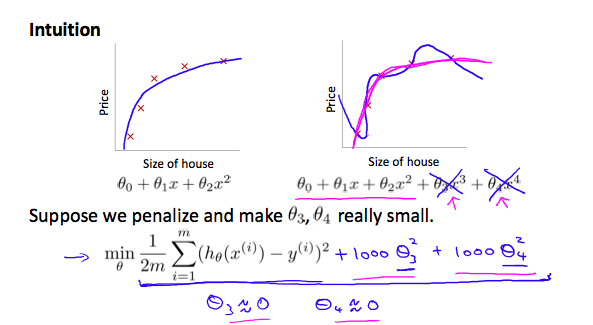 Intuition
Price
Size of house
θ₀ + θ₁x + θ₂x²
Price
Size of house
θ₀ + θ₁x + θ₂x² + θ₃x³ + θ₄x⁴
Suppose we penalize and make θ₃, θ₄ really small.
→ min_θ 1/2m ∑_{i=1}^{m} (h_θ(x^{(i)}) − y^{(i)})² + 1000 θ₃² + 1000 θ₄²
θ₃ ≈ 0 θ₄ ≈ 0